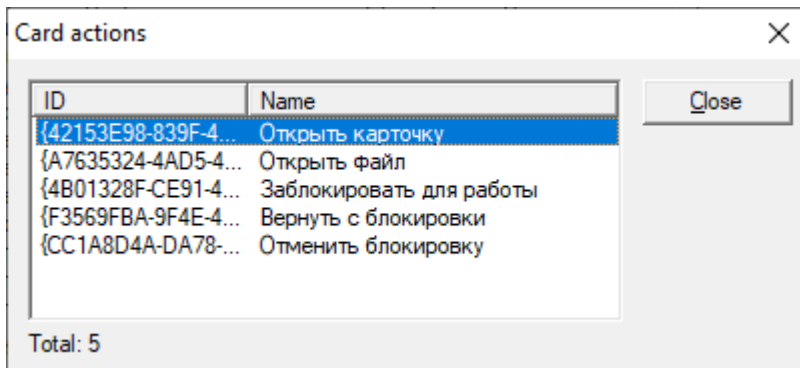 Card actions
ID Name Close
{42153E98-839F-4... Открыть карточку
{A7635324-4AD5-4... Открыть файл
{4B01328F-CE91-4... Заблокировать для работы
{F3569FBA-9F4E-4... Вернуть с блокировки
{CC1A8D4A-DA78-... Отменить блокировку
Total: 5